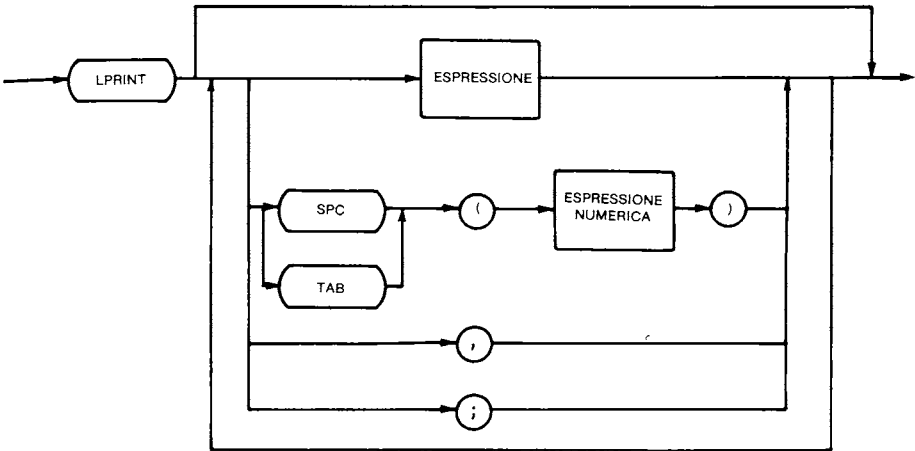 LPRINT
ESPRESSIONE
SPC
(
ESPRESSIONE
NUMERICA
)
TAB
,
;